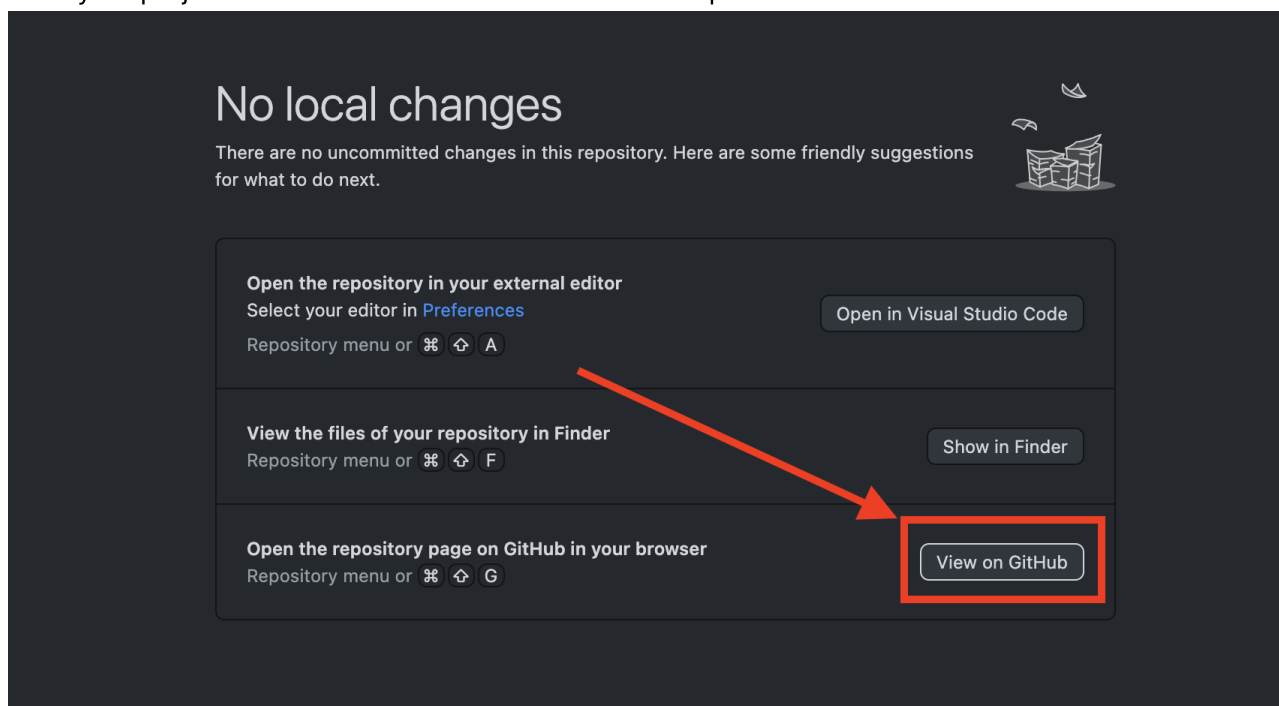 No local changes
There are no uncommitted changes in this repository. Here are some friendly suggestions
for what to do next.
Open the repository in your external editor
Select your editor in Preferences
Open in Visual Studio Code
Repository menu or ⌘ ⇧ A
View the files of your repository in Finder
Repository menu or ⌘ ⇧ F
Show in Finder
Open the repository page on GitHub in your browser
Repository menu or ⌘ ⇧ G
View on GitHub